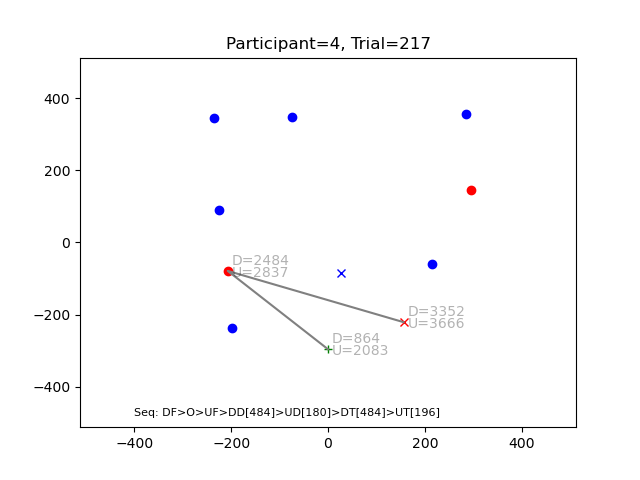 Participant=4, Trial=217
400
200
0
−200
−400
D=2484
U=2837
D=3352
U=3666
D=864
U=2083
Seq: DF>O>UF>DD[484]>UD[180]>DT[484]>UT[196]
−400 −200 0 200 400